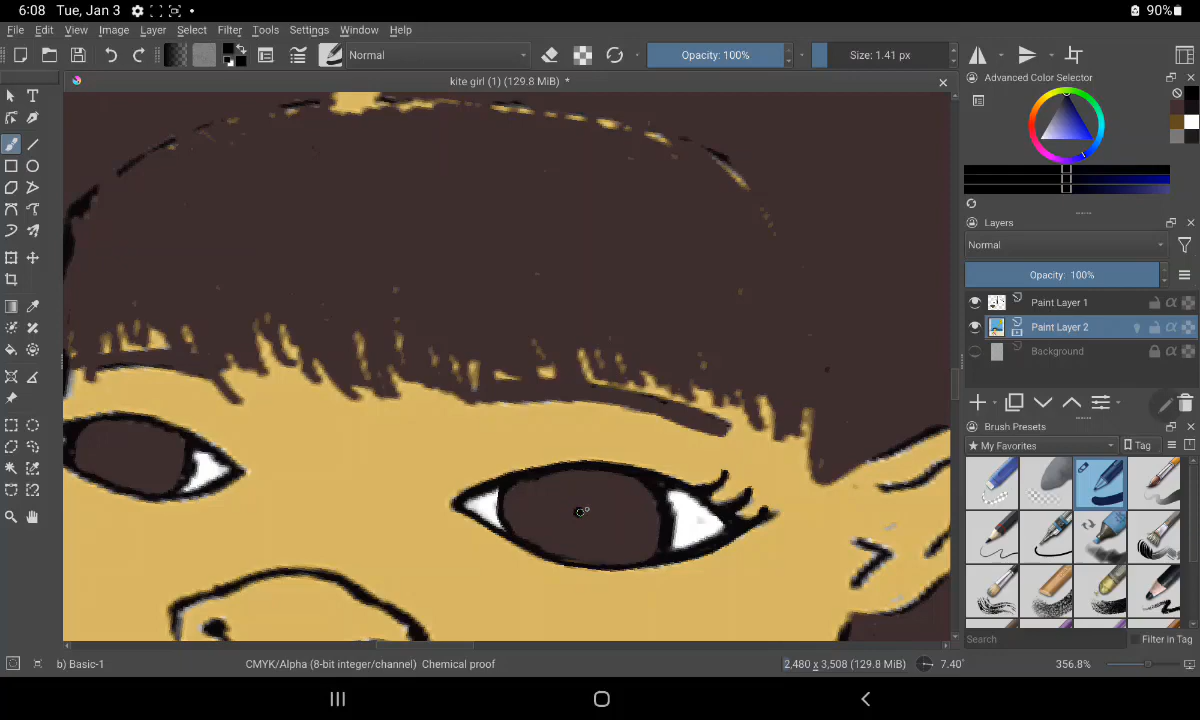 6:08 Tue, Jan 3
90%
File Edit View Image Layer Select Filter Tools Settings Window Help
Normal
Opacity: 100%
Size: 1.41 px
kite girl (1) (129.8 MiB) *
Advanced Color Selector
Layers
Normal
Opacity: 100%
Paint Layer 1
Paint Layer 2
Background
Brush Presets
My Favorites
Tag
Search
Filter in Tag
b) Basic-1
CMYK/Alpha (8-bit integer/channel) Chemical proof
2,480 x 3,508 (129.8 MiB)
7.40°
356.8%